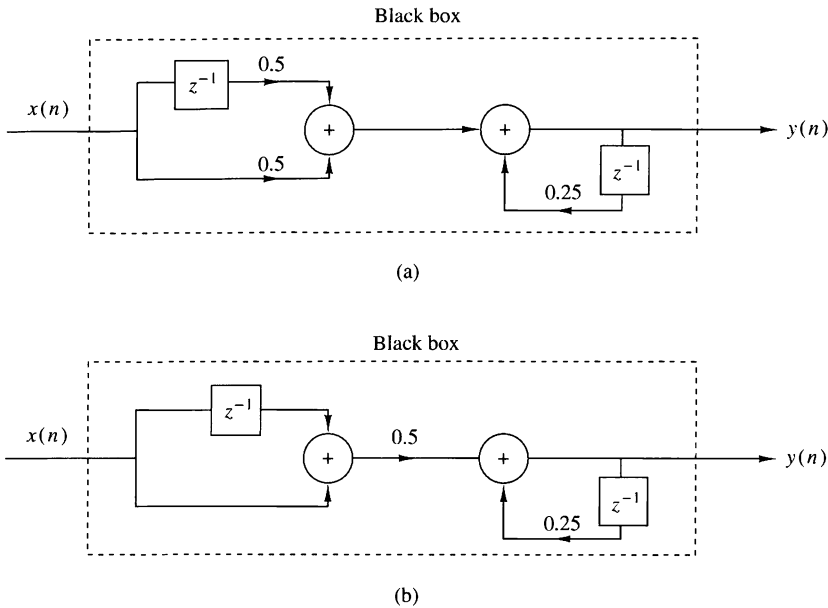 Black box
0.5
z⁻¹
x(n)
+
+
y(n)
0.5
z⁻¹
0.25
(a)
Black box
z⁻¹
x(n)
0.5
+
+
y(n)
z⁻¹
0.25
(b)